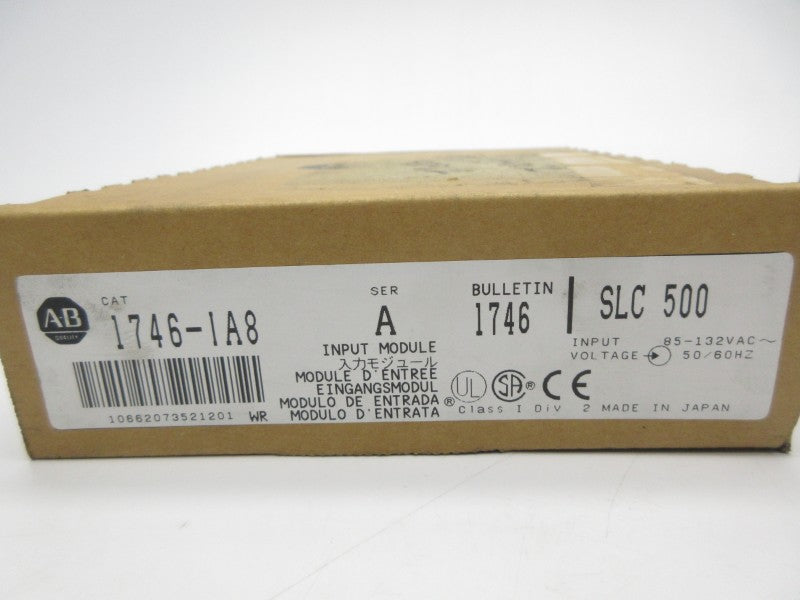 A-B
QUALITY
CAT
1746-IA8
SER
A
BULLETIN
1746
SLC 500
INPUT MODULE
入力モジュール
MODULE D'ENTREE
EINGANGSMODUL
MODULO DE ENTRADA
MODULO D'ENTRATA
INPUT VOLTAGE
85-132VAC~
50/60HZ
UL ® SA ® CE
Class I Div 2 MADE IN JAPAN
10662073521201 WR